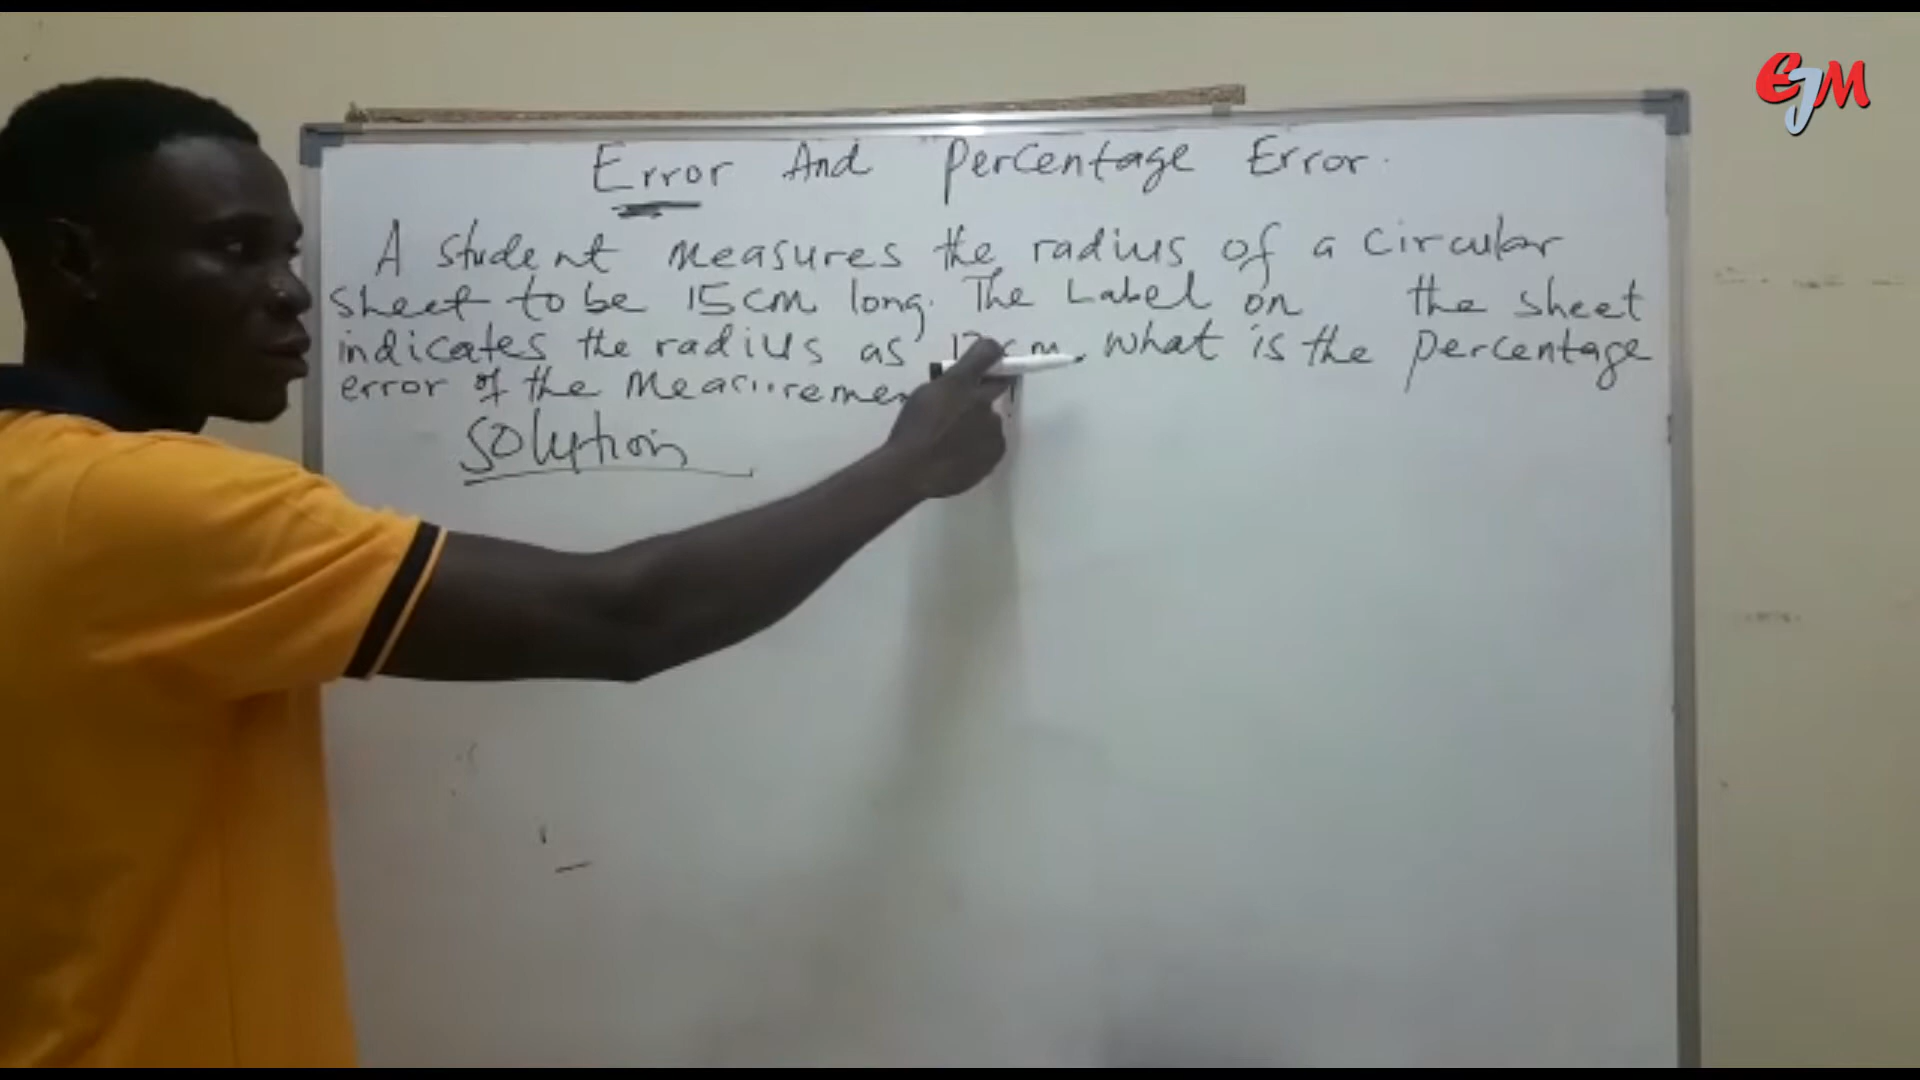 EJM
Error And Percentage Error.
A student measures the radius of a circular
sheet to be 15cm long. The Label on the sheet
indicates the radius as cm. What is the percentage
error of the
Solution